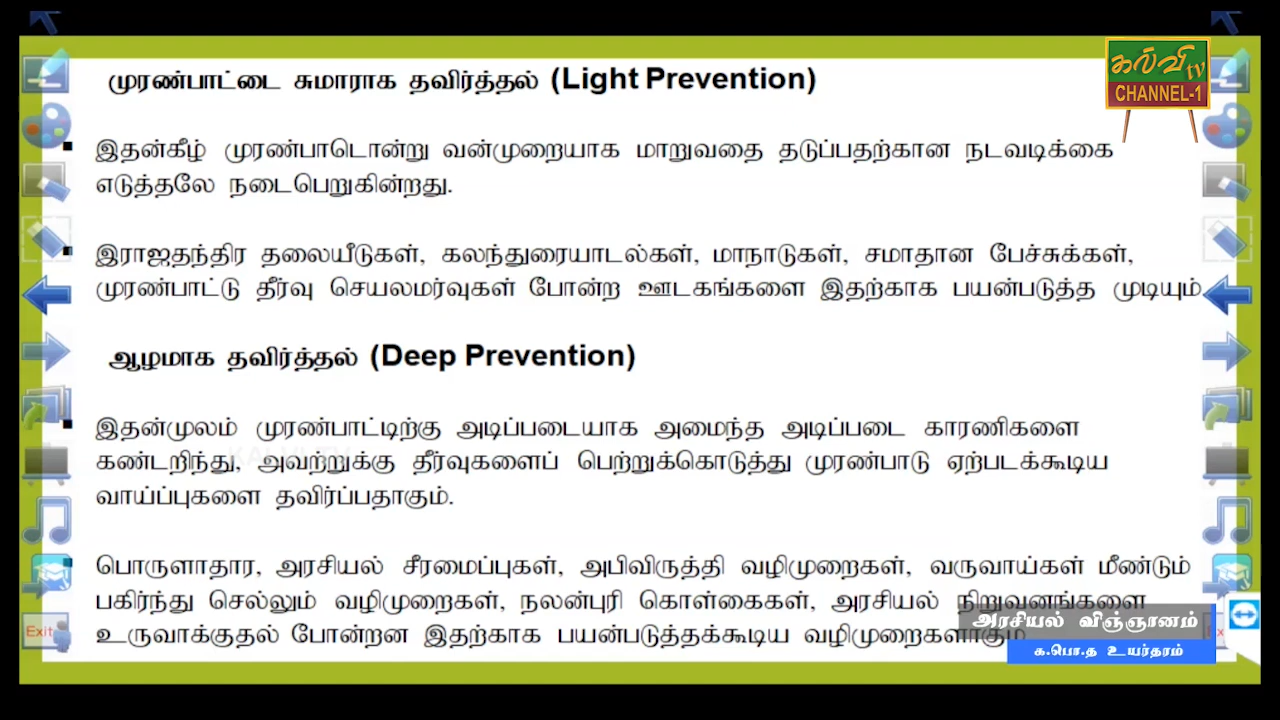 முரண்பாட்டை சுமாராக தவிர்த்தல் (Light Prevention)
கல்வி tv
CHANNEL-1
இதன்கீழ் முரண்பாடொன்று வன்முறையாக மாறுவதை தடுப்பதற்கான நடவடிக்கை
எடுத்தலே நடைபெறுகின்றது.
இராஜதந்திர தலையீடுகள், கலந்துரையாடல்கள், மாநாடுகள், சமாதான பேச்சுக்கள்,
முரண்பாட்டு தீர்வு செயலமர்வுகள் போன்ற ஊடகங்களை இதற்காக பயன்படுத்த முடியும்.
ஆழமாக தவிர்த்தல் (Deep Prevention)
இதன்முலம் முரண்பாட்டிற்கு அடிப்படையாக அமைந்த அடிப்படை காரணிகளை
கண்டறிந்து, அவற்றுக்கு தீர்வுகளைப் பெற்றுக்கொடுத்து முரண்பாடு ஏற்படக்கூடிய
வாய்ப்புகளை தவிர்ப்பதாகும்.
பொருளாதார, அரசியல் சீரமைப்புகள், அபிவிருத்தி வழிமுறைகள், வருவாய்கள் மீண்டும்
பகிர்ந்து செல்லும் வழிமுறைகள், நலன்புரி கொள்கைகள், அரசியல் நிறுவனங்களை
உருவாக்குதல் போன்றன இதற்காக பயன்படுத்தக்கூடிய வழிமுறைகளாகும்
Exit
அரசியல் விஞ்ஞானம்
க.பொ.த உயர்தரம்